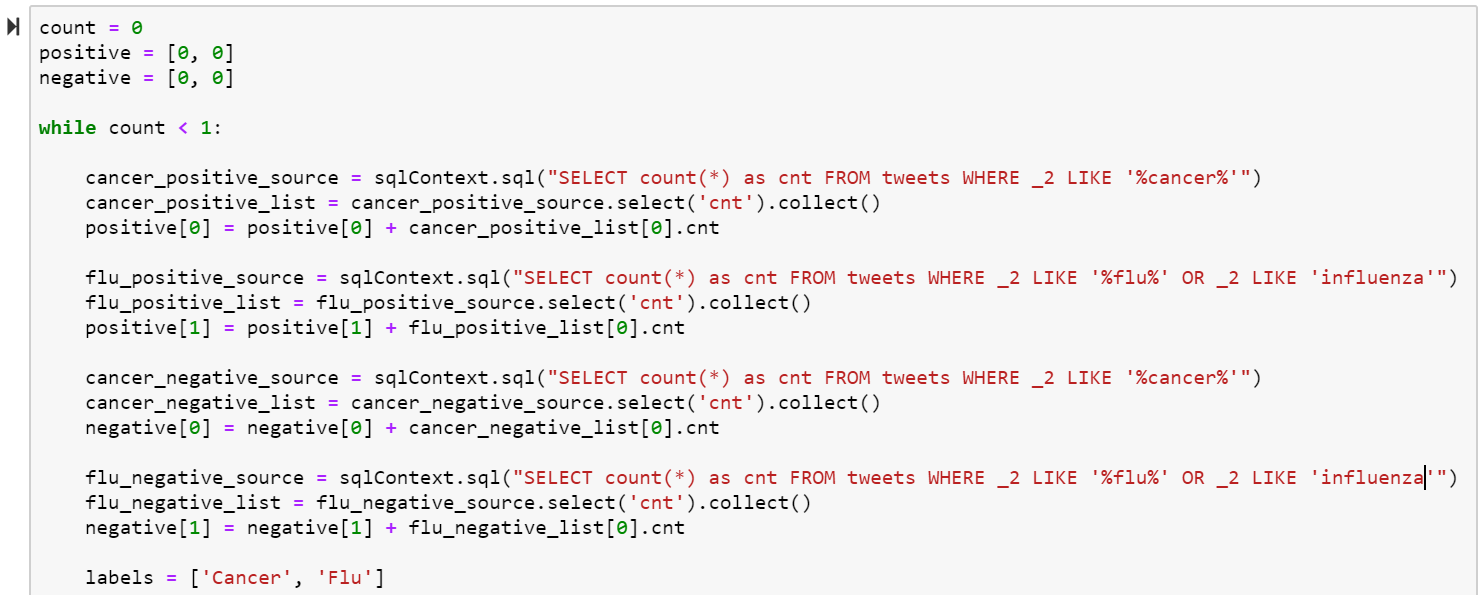 count = 0
positive = [0, 0]
negative = [0, 0]
while count < 1:
    cancer_positive_source = sqlContext.sql("SELECT count(*) as cnt FROM tweets WHERE _2 LIKE '%cancer%'")
    cancer_positive_list = cancer_positive_source.select('cnt').collect()
    positive[0] = positive[0] + cancer_positive_list[0].cnt
    flu_positive_source = sqlContext.sql("SELECT count(*) as cnt FROM tweets WHERE _2 LIKE '%flu%' OR _2 LIKE 'influenza'")
    flu_positive_list = flu_positive_source.select('cnt').collect()
    positive[1] = positive[1] + flu_positive_list[0].cnt
    cancer_negative_source = sqlContext.sql("SELECT count(*) as cnt FROM tweets WHERE _2 LIKE '%cancer%'")
    cancer_negative_list = cancer_negative_source.select('cnt').collect()
    negative[0] = negative[0] + cancer_negative_list[0].cnt
    flu_negative_source = sqlContext.sql("SELECT count(*) as cnt FROM tweets WHERE _2 LIKE '%flu%' OR _2 LIKE 'influenza'")
    flu_negative_list = flu_negative_source.select('cnt').collect()
    negative[1] = negative[1] + flu_negative_list[0].cnt
    labels = ['Cancer', 'Flu']